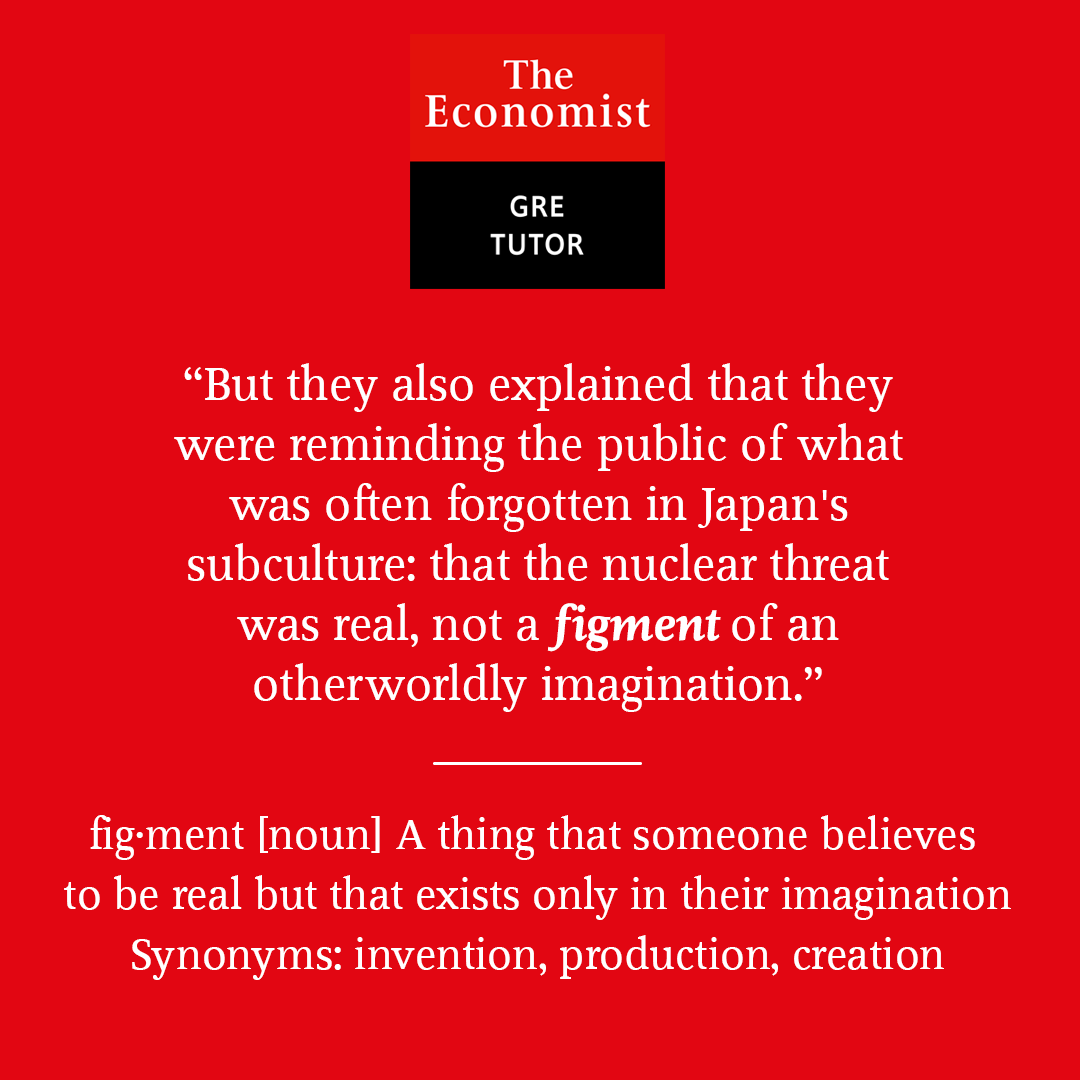 The
Economist
GRE
TUTOR
“But they also explained that they
were reminding the public of what
was often forgotten in Japan's
subculture: that the nuclear threat
was real, not a figment of an
otherworldly imagination.”
fig·ment [noun] A thing that someone believes
to be real but that exists only in their imagination
Synonyms: invention, production, creation